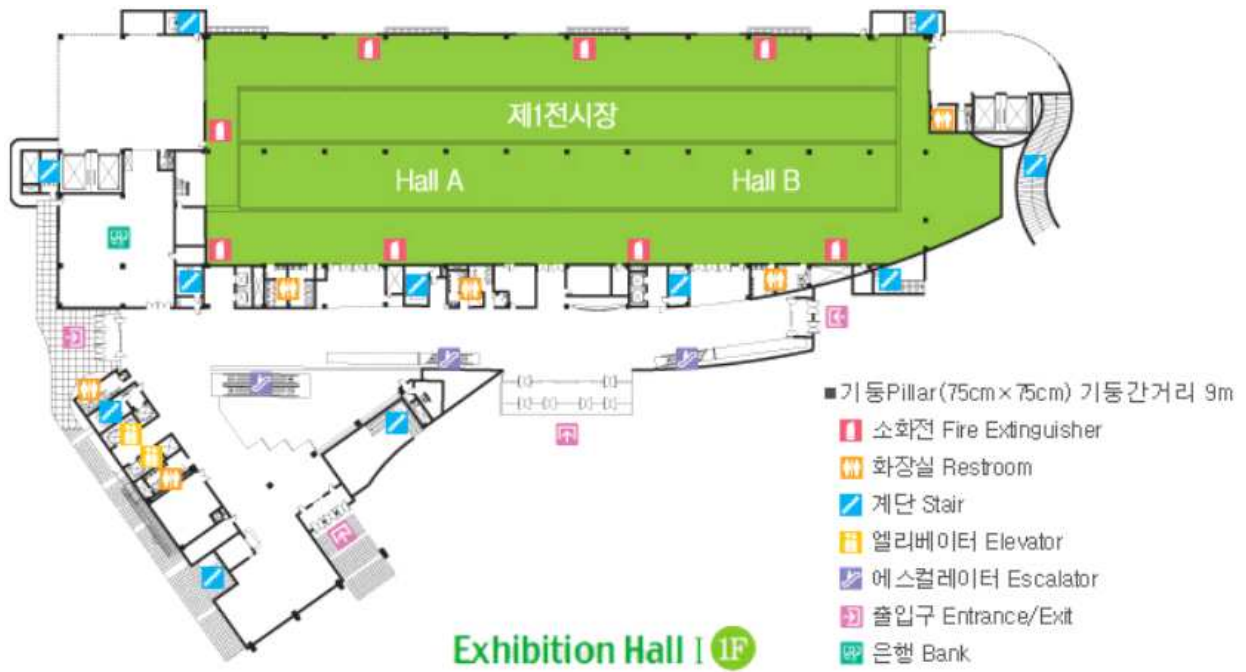 제1전시장
Hall A
Hall B
■기둥Pillar(75cm×75cm) 기둥간거리 9m
소화전 Fire Extinguisher
화장실 Restroom
계단 Stair
엘리베이터 Elevator
에스컬레이터 Escalator
출입구 Entrance/Exit
은행 Bank
Exhibition Hall Ⅰ 1F